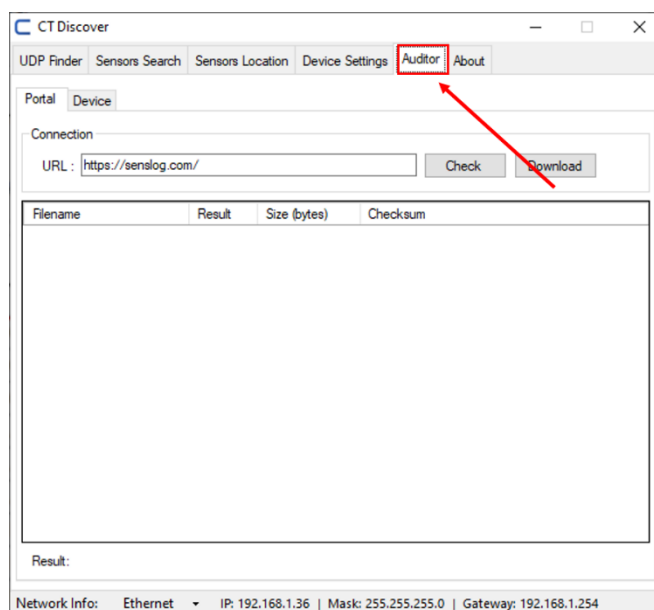 CT Discover
UDP Finder Sensors Search Sensors Location Device Settings Auditor About
Portal Device
Connection
URL : https://senslog.com/ Check Download
Filename Result Size (bytes) Checksum
Result:
Network Info: Ethernet IP: 192.168.1.36 | Mask: 255.255.255.0 | Gateway: 192.168.1.254